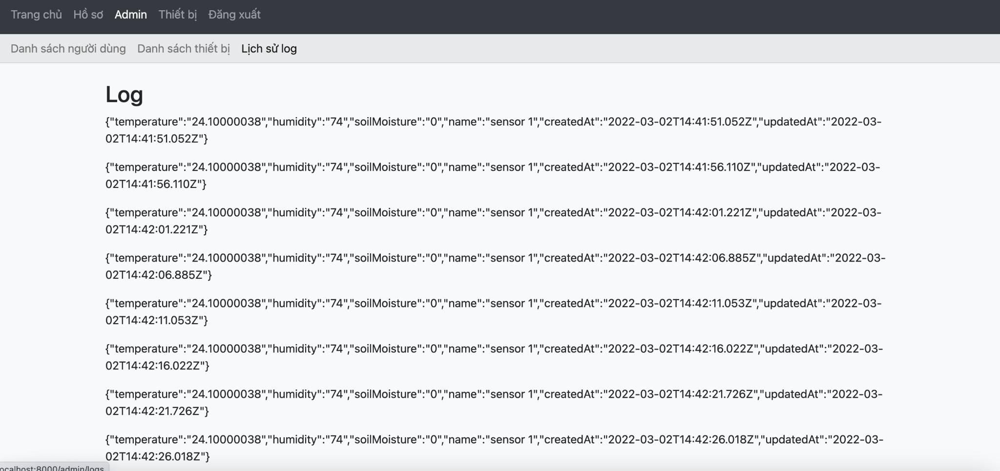 Trang chủ Hồ sơ Admin Thiết bị Đăng xuất
Danh sách người dùng Danh sách thiết bị Lịch sử log
Log
{"temperature":"24.10000038","humidity":"74","soilMoisture":"0","name":"sensor 1","createdAt":"2022-03-02T14:41:51.052Z","updatedAt":"2022-03-
02T14:41:51.052Z"}
{"temperature":"24.10000038","humidity":"74","soilMoisture":"0","name":"sensor 1","createdAt":"2022-03-02T14:41:56.110Z","updatedAt":"2022-03-
02T14:41:56.110Z"}
{"temperature":"24.10000038","humidity":"74","soilMoisture":"0","name":"sensor 1","createdAt":"2022-03-02T14:42:01.221Z","updatedAt":"2022-03-
02T14:42:01.221Z"}
{"temperature":"24.10000038","humidity":"74","soilMoisture":"0","name":"sensor 1","createdAt":"2022-03-02T14:42:06.885Z","updatedAt":"2022-03-
02T14:42:06.885Z"}
{"temperature":"24.10000038","humidity":"74","soilMoisture":"0","name":"sensor 1","createdAt":"2022-03-02T14:42:11.053Z","updatedAt":"2022-03-
02T14:42:11.053Z"}
{"temperature":"24.10000038","humidity":"74","soilMoisture":"0","name":"sensor 1","createdAt":"2022-03-02T14:42:16.022Z","updatedAt":"2022-03-
02T14:42:16.022Z"}
{"temperature":"24.10000038","humidity":"74","soilMoisture":"0","name":"sensor 1","createdAt":"2022-03-02T14:42:21.726Z","updatedAt":"2022-03-
02T14:42:21.726Z"}
{"temperature":"24.10000038","humidity":"74","soilMoisture":"0","name":"sensor 1","createdAt":"2022-03-02T14:42:26.018Z","updatedAt":"2022-03-
02T14:42:26.018Z"}
ocalhost:8000/admin/logs